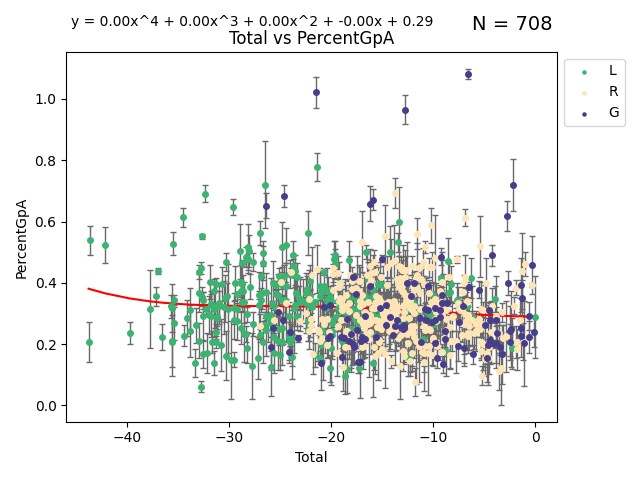 y = 0.00x^4 + 0.00x^3 + 0.00x^2 + -0.00x + 0.29
N = 708
Total vs PercentGpA
L
R
G
1.0
0.8
0.6
0.4
0.2
0.0
PercentGpA
−40
−30
−20
−10
0
Total